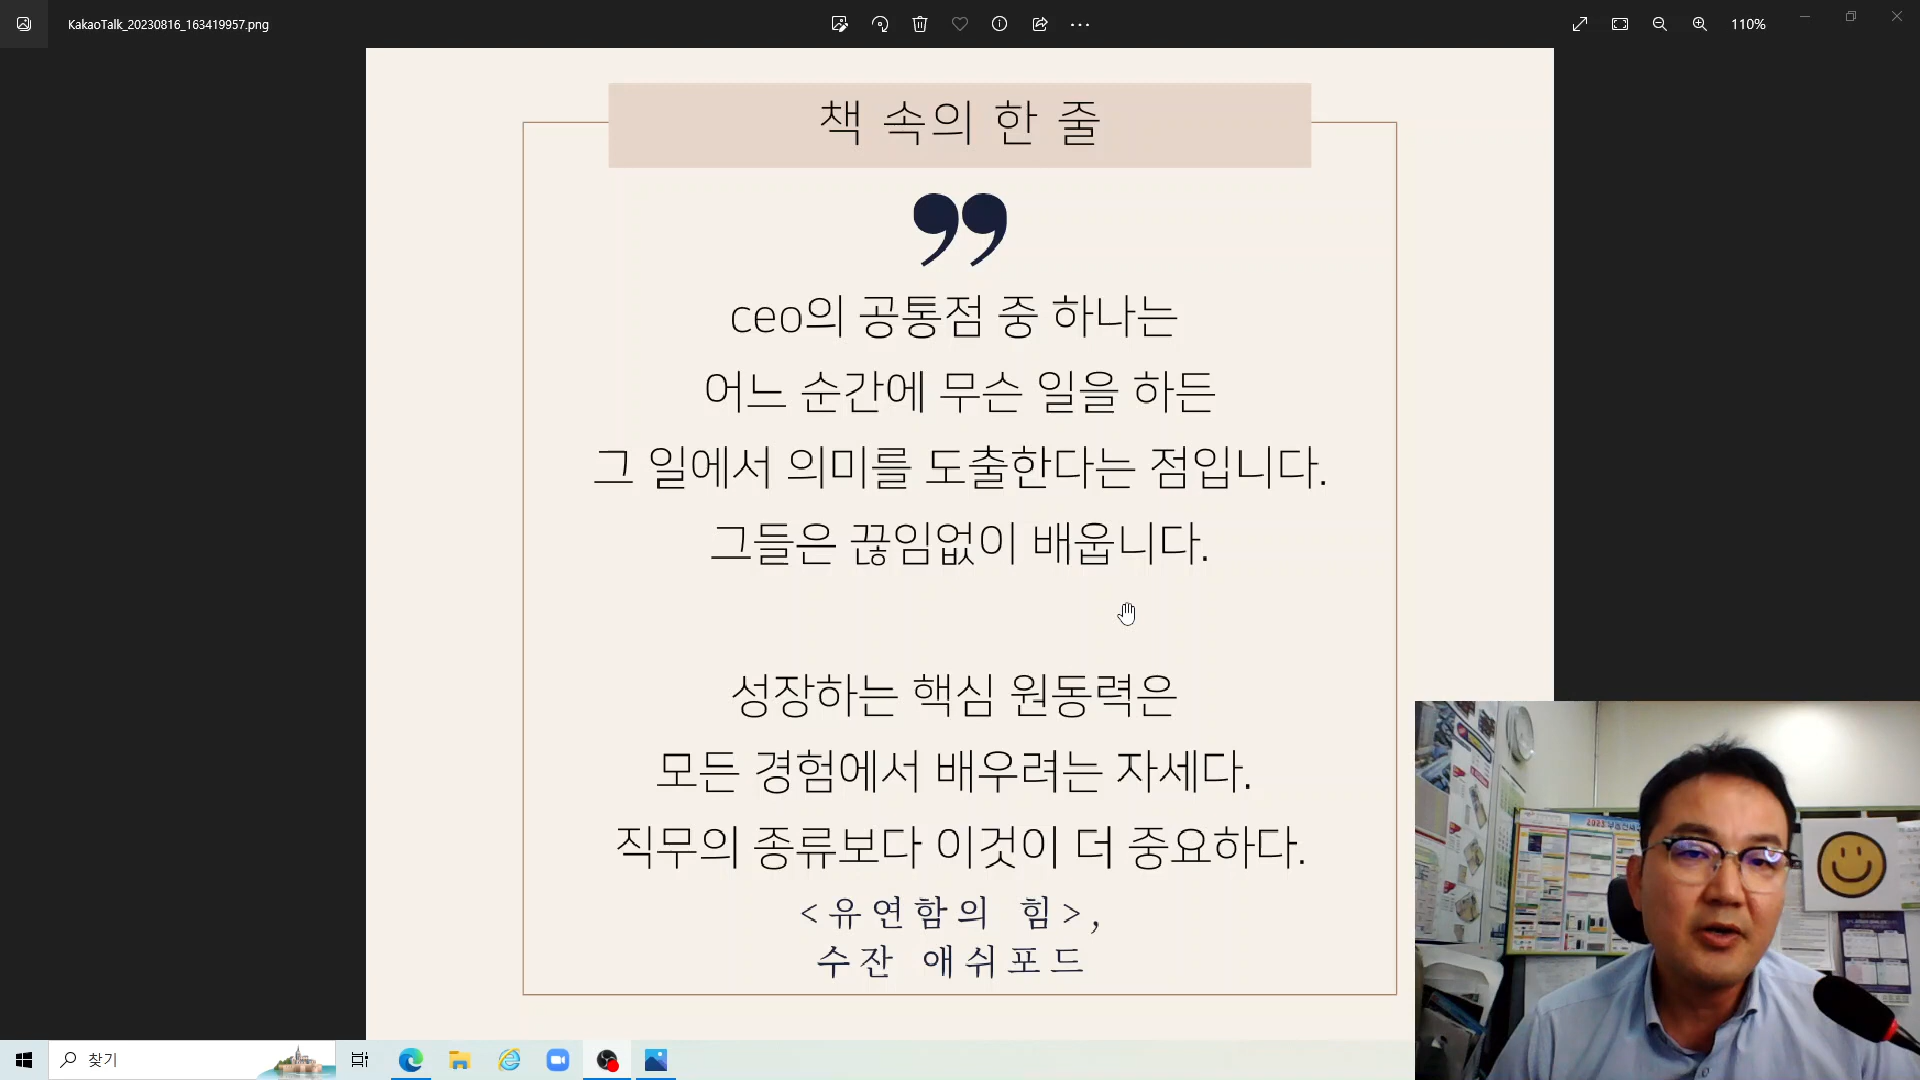 KakaoTalk_20230816_163419957.png
110%
책 속의 한 줄
ceo의 공통점 중 하나는
어느 순간에 무슨 일을 하든
그 일에서 의미를 도출한다는 점입니다.
그들은 끊임없이 배웁니다.
성장하는 핵심 원동력은
모든 경험에서 배우려는 자세다.
직무의 종류보다 이것이 더 중요하다.
<유연함의 힘>,
수잔 애쉬포드
찾기